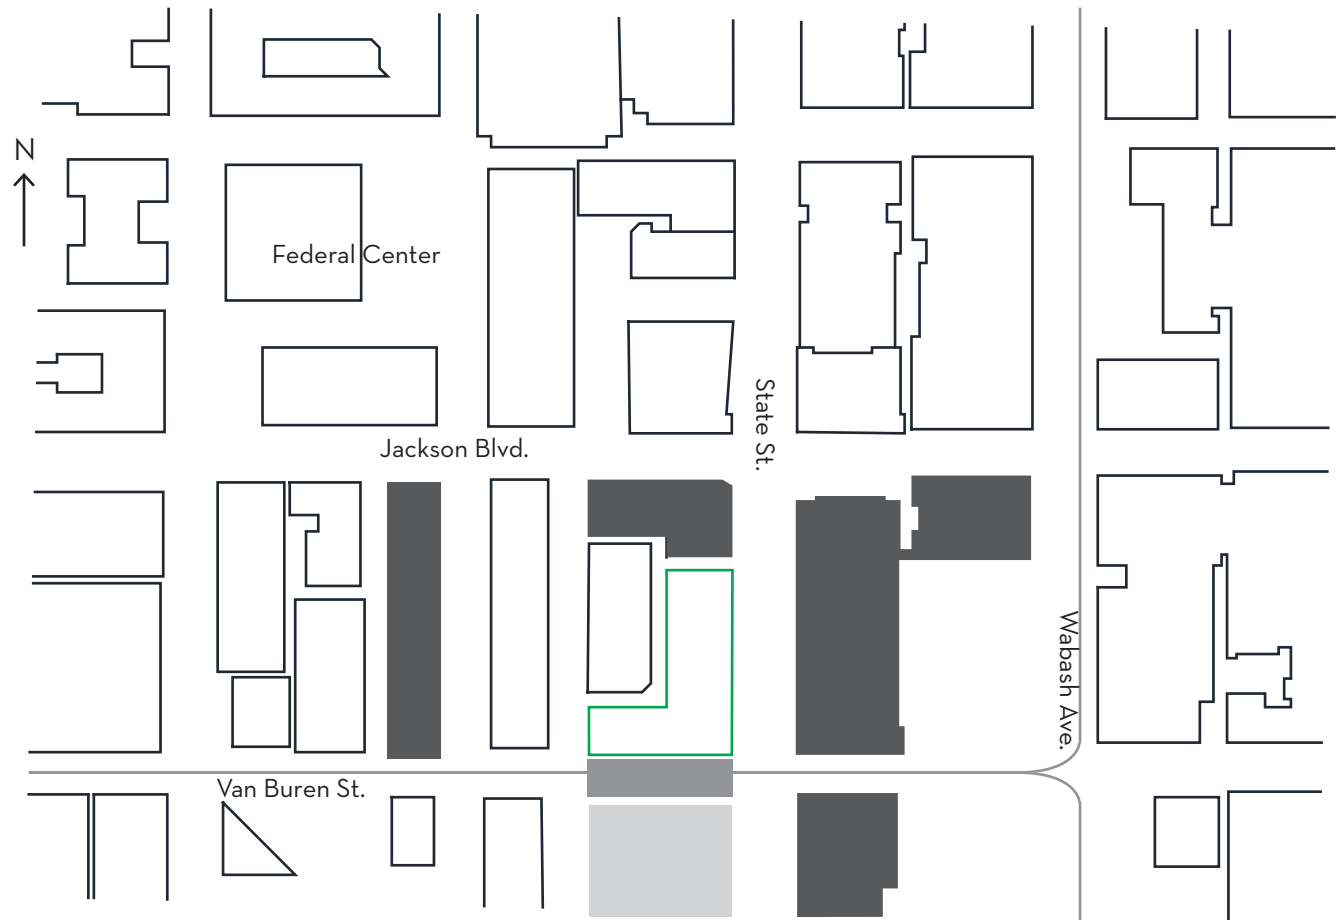 N
Federal Center
State St.
Jackson Blvd.
Wabash Ave.
Van Buren St.